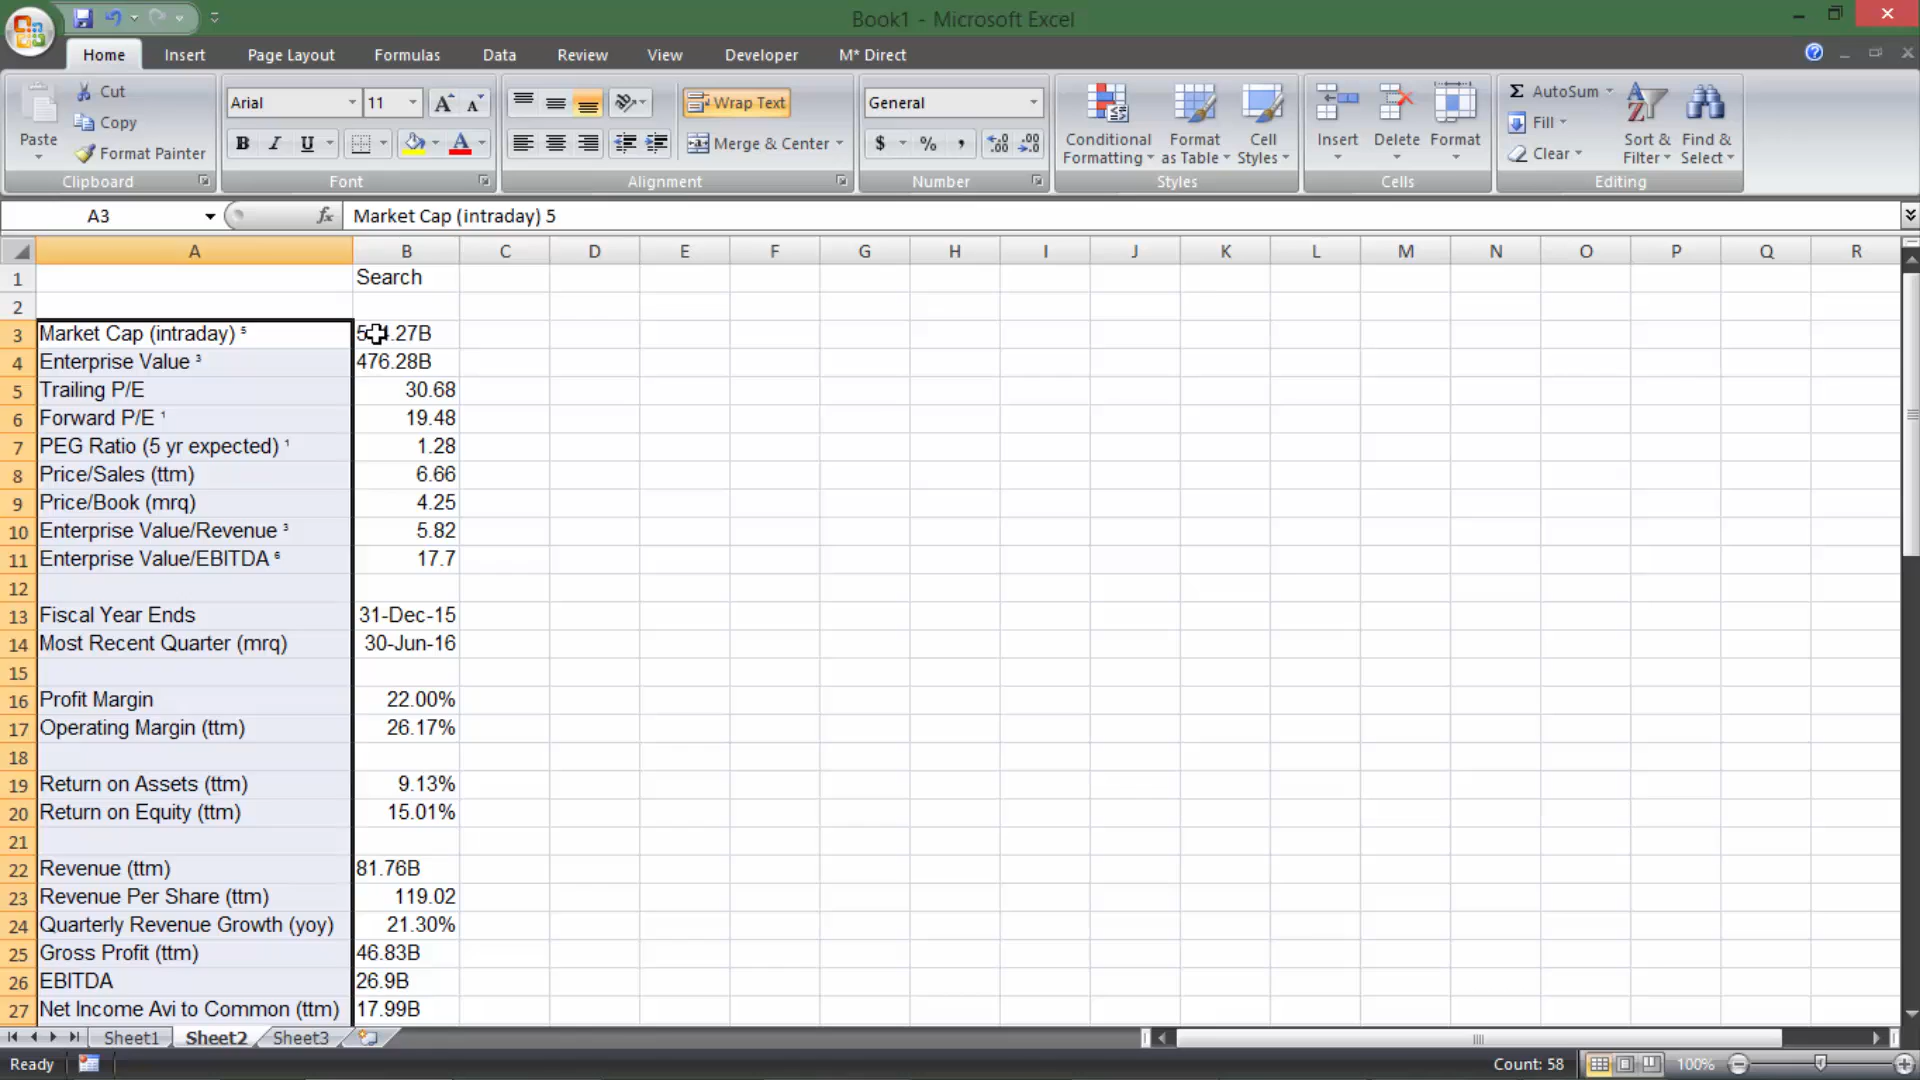 Book1 - Microsoft Excel
Home Insert Page Layout Formulas Data Review View Developer M* Direct
Cut
Copy
Format Painter
Paste
Clipboard
Arial 11
B I U
Font
Wrap Text
Merge & Center
Alignment
General
$ % ,
Number
Conditional Formatting
Format as Table
Cell Styles
Styles
Insert Delete Format
Cells
Σ AutoSum
Fill
Clear
Sort & Filter
Find & Select
Editing
A3 fx Market Cap (intraday) 5
A B C D E F G H I J K L M N O P Q R
1 Search
2
3 Market Cap (intraday) ⁵
4 Enterprise Value ³ 476.28B
5 Trailing P/E 30.68
6 Forward P/E ¹ 19.48
7 PEG Ratio (5 yr expected) ¹ 1.28
8 Price/Sales (ttm) 6.66
9 Price/Book (mrq) 4.25
10 Enterprise Value/Revenue ³ 5.82
11 Enterprise Value/EBITDA ⁶ 17.7
12
13 Fiscal Year Ends 31-Dec-15
14 Most Recent Quarter (mrq) 30-Jun-16
15
16 Profit Margin 22.00%
17 Operating Margin (ttm) 26.17%
18
19 Return on Assets (ttm) 9.13%
20 Return on Equity (ttm) 15.01%
21
22 Revenue (ttm) 81.76B
23 Revenue Per Share (ttm) 119.02
24 Quarterly Revenue Growth (yoy) 21.30%
25 Gross Profit (ttm) 46.83B
26 EBITDA 26.9B
27 Net Income Avi to Common (ttm) 17.99B
Sheet1 Sheet2 Sheet3
Ready Count: 58 100%